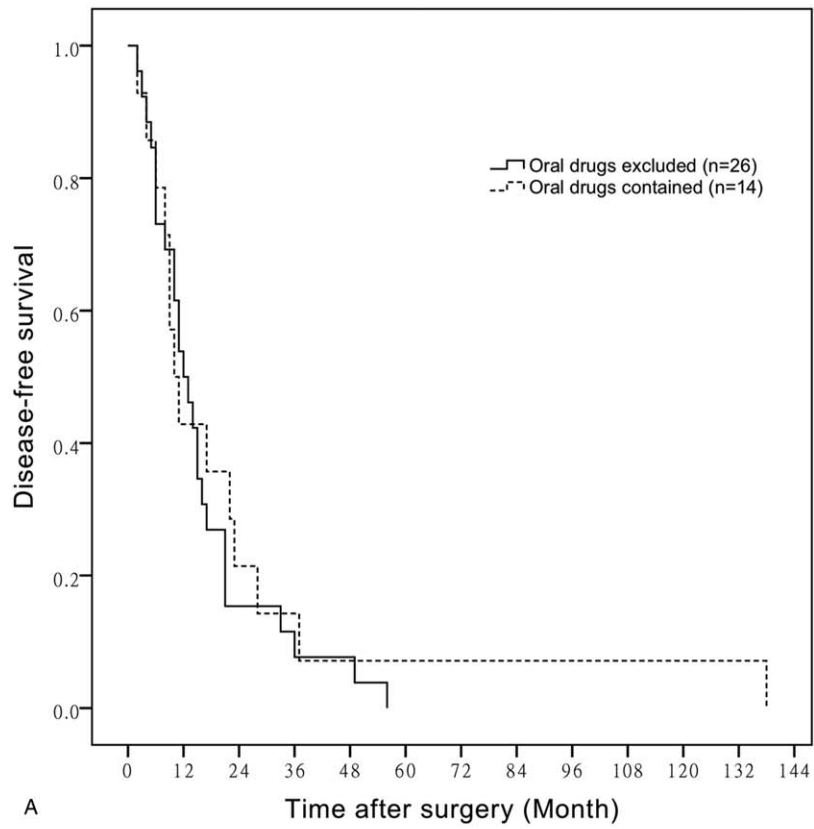 1.0
0.8
0.6
0.4
0.2
0.0
Disease-free survival
Oral drugs excluded (n=26)
Oral drugs contained (n=14)
0 12 24 36 48 60 72 84 96 108 120 132 144
A Time after surgery (Month)